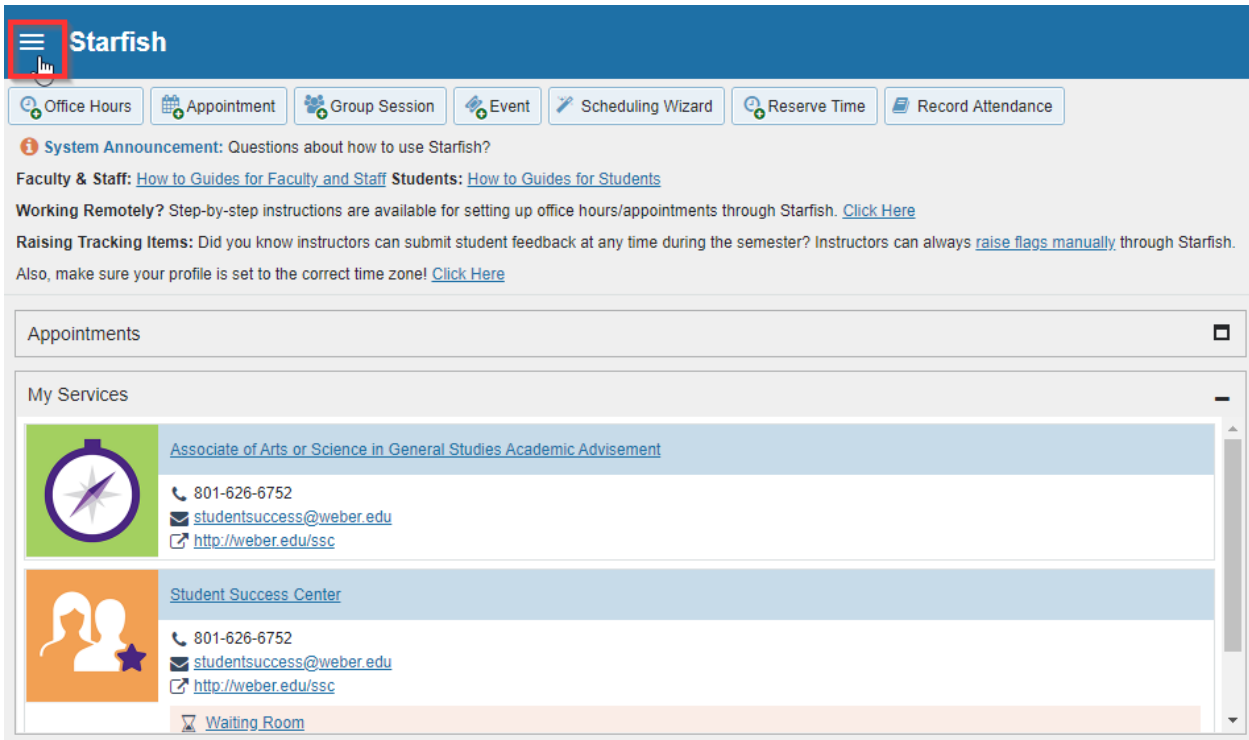 Starfish
Office Hours Appointment Group Session Event Scheduling Wizard Reserve Time Record Attendance
System Announcement: Questions about how to use Starfish?
Faculty & Staff: How to Guides for Faculty and Staff Students: How to Guides for Students
Working Remotely? Step-by-step instructions are available for setting up office hours/appointments through Starfish. Click Here
Raising Tracking Items: Did you know instructors can submit student feedback at any time during the semester? Instructors can always raise flags manually through Starfish.
Also, make sure your profile is set to the correct time zone! Click Here
Appointments
My Services
Associate of Arts or Science in General Studies Academic Advisement
801-626-6752
studentsuccess@weber.edu
http://weber.edu/ssc
Student Success Center
801-626-6752
studentsuccess@weber.edu
http://weber.edu/ssc
Waiting Room